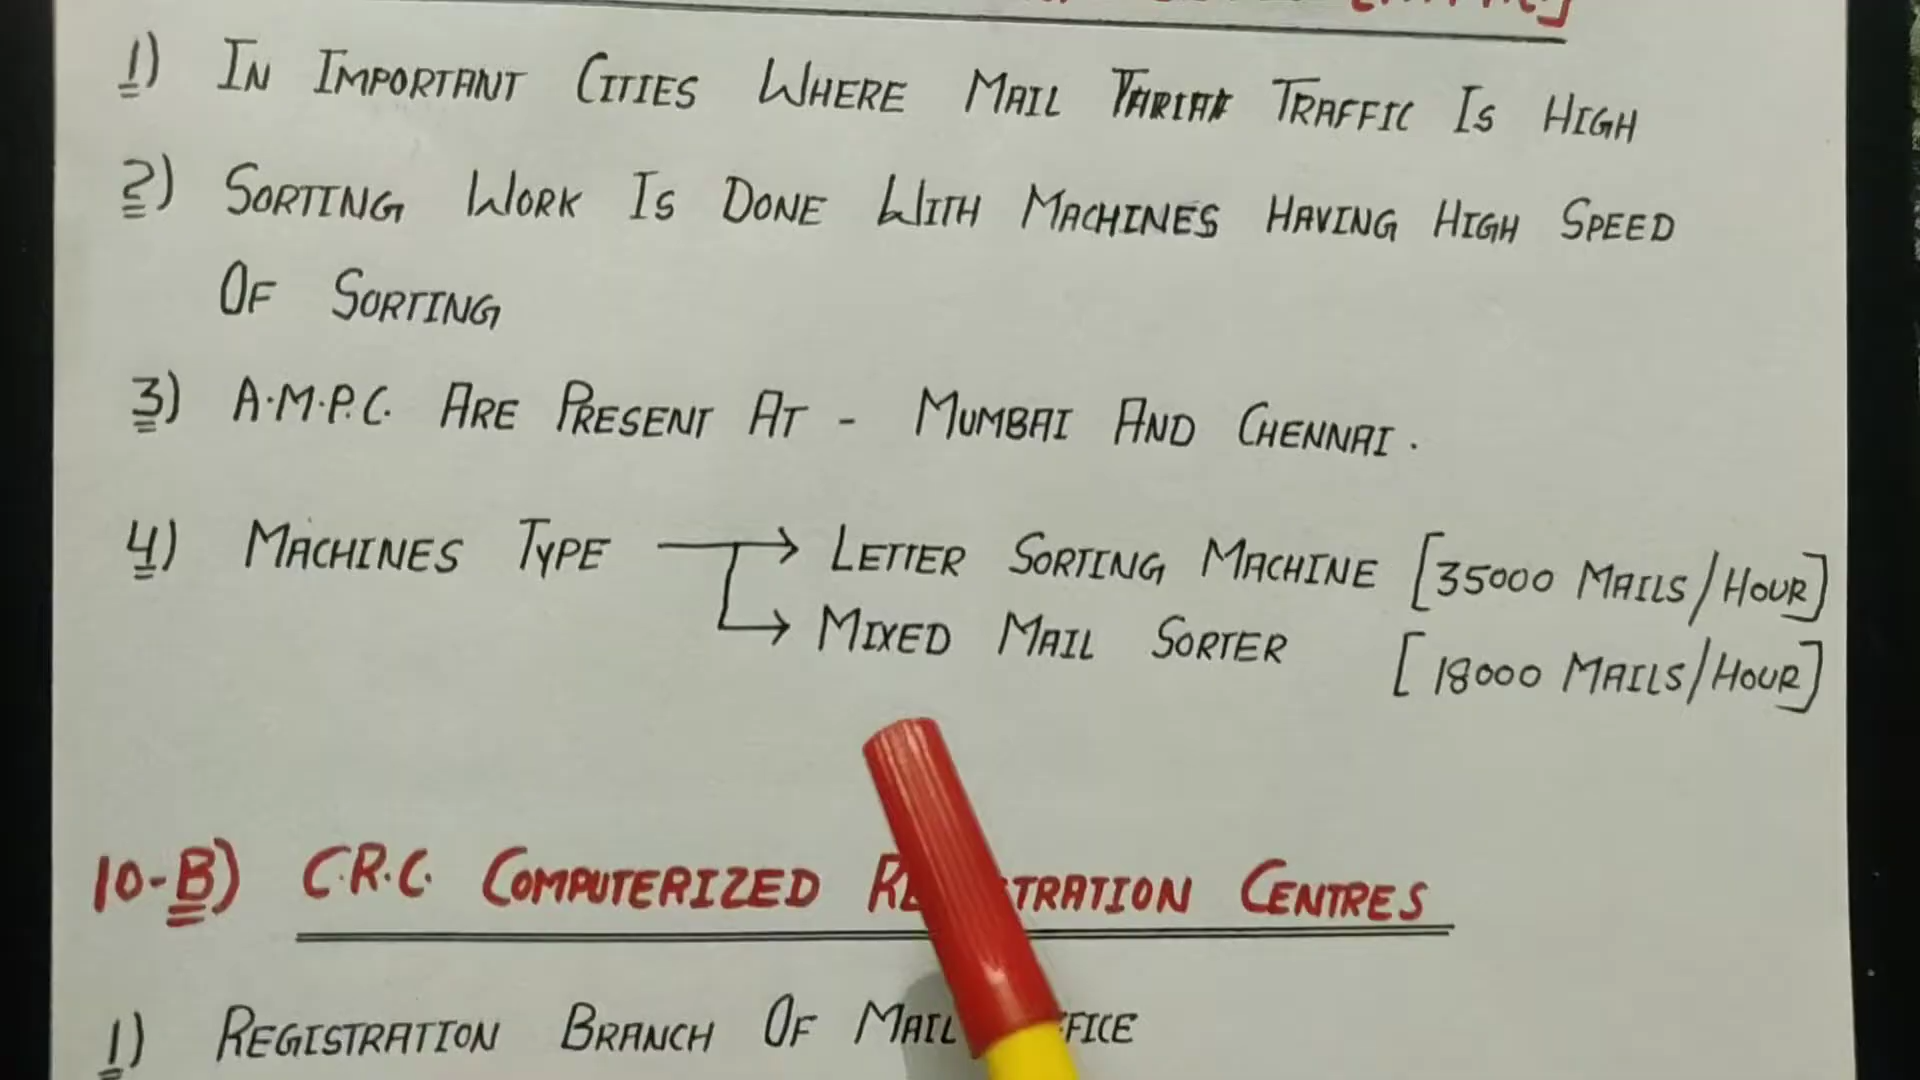 1) IN IMPORTANT CITIES WHERE MAIL TRAFFIC IS HIGH
2) SORTING WORK IS DONE WITH MACHINES HAVING HIGH SPEED
OF SORTING
3) A.M.P.C. ARE PRESENT AT - MUMBAI AND CHENNAI.
4) MACHINES TYPE → LETTER SORTING MACHINE [35000 MAILS/HOUR]
→ MIXED MAIL SORTER [18000 MAILS/HOUR]
10-B) C.R.C. COMPUTERIZED CENTRES
1) REGISTRATION BRANCH OF MAIL